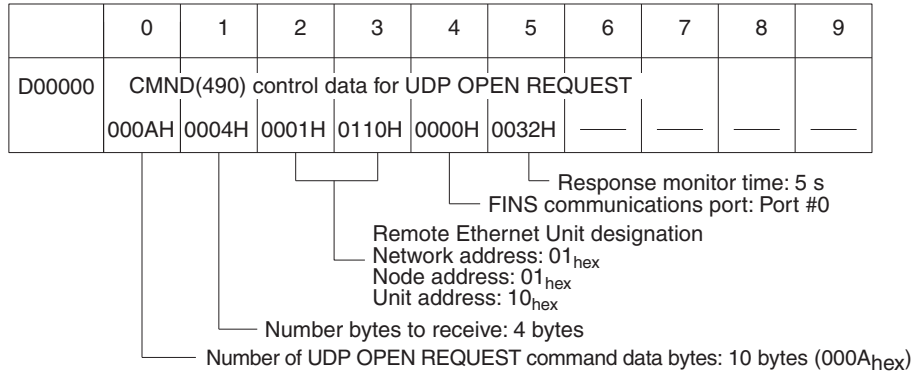 0 1 2 3 4 5 6 7 8 9
D00000 CMND(490) control data for UDP OPEN REQUEST
000AH 0004H 0001H 0110H 0000H 0032H
Response monitor time: 5 s
FINS communications port: Port #0
Remote Ethernet Unit designation
Network address: 01hex
Node address: 01hex
Unit address: 10hex
Number bytes to receive: 4 bytes
Number of UDP OPEN REQUEST command data bytes: 10 bytes (000Ahex)